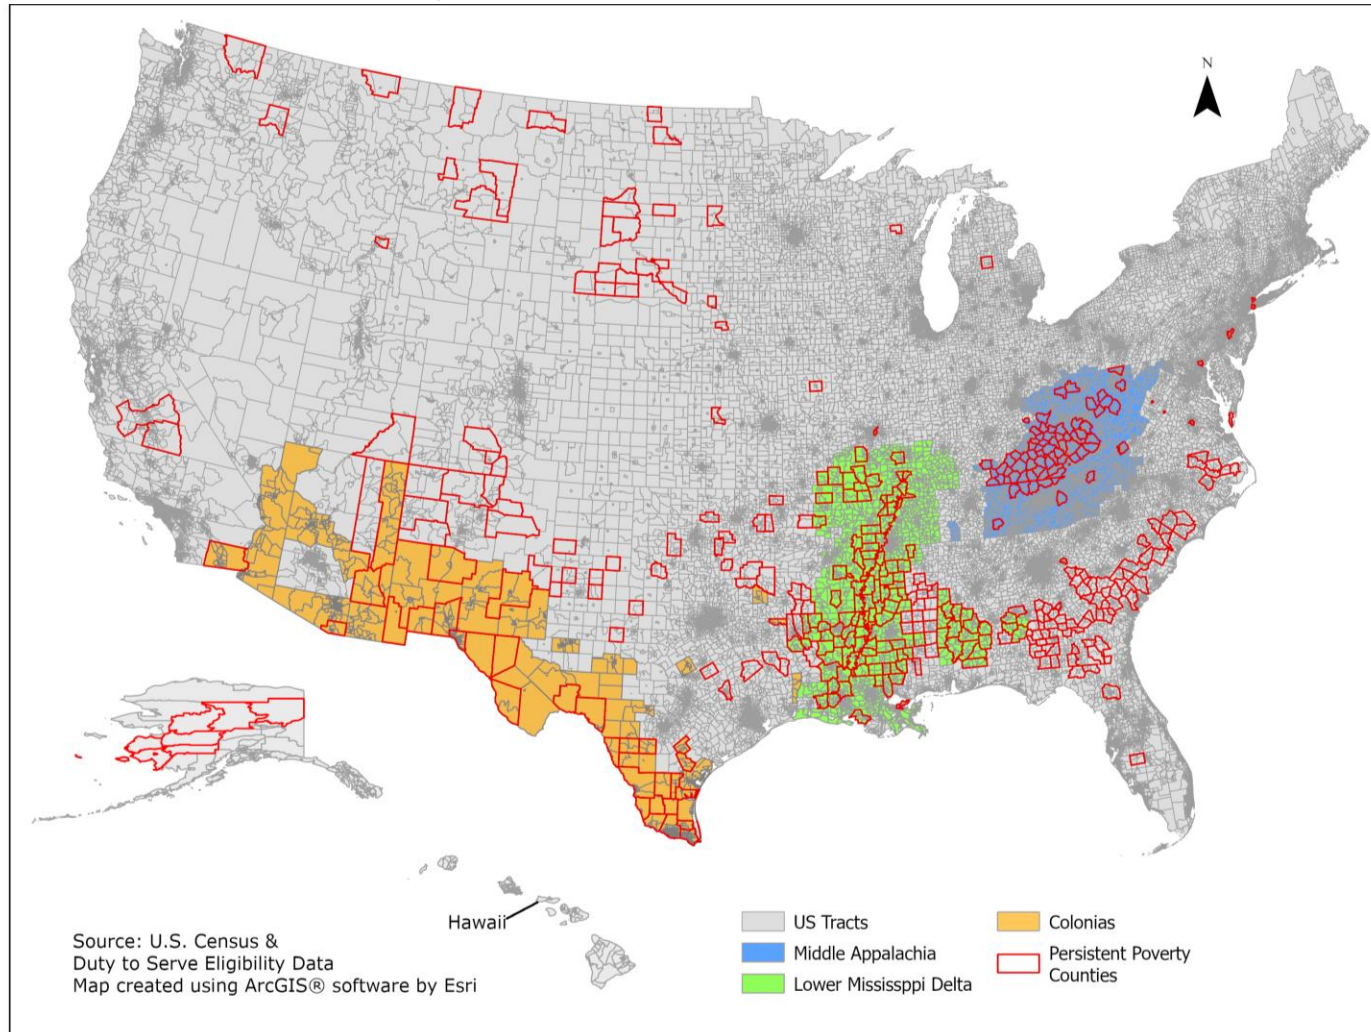 N
Hawaii
Source: U.S. Census &
Duty to Serve Eligibility Data
Map created using ArcGIS® software by Esri
US Tracts
Middle Appalachia
Lower Mississppi Delta
Colonias
Persistent Poverty
Counties